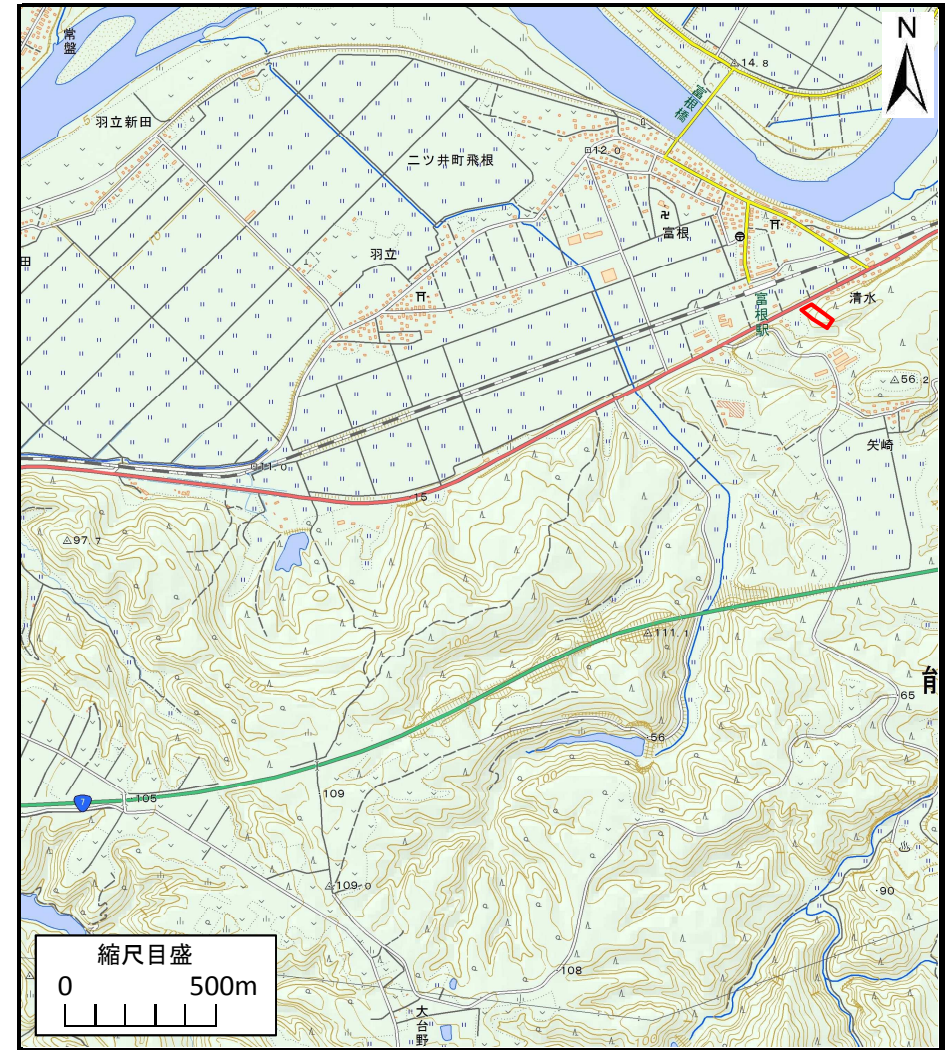 常盤
N
14.8
富根橋
羽立新田
二ツ井町飛根
12.0
富根
羽立
田
清水
富根駅
56.2
矢崎
11.0
15
97.7
111.1
65
56
7
105
109
109.0
90
108
大台野
縮尺目盛
0 500m